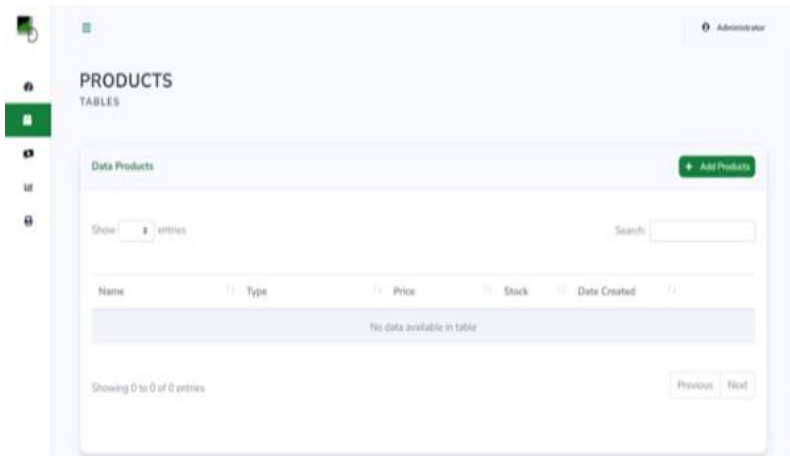 Administrator
PRODUCTS
TABLES
Data Products
+ Add Products
Show entries
Search:
Name Type Price Stock Date Created
No data available in table
Showing 0 to 0 of 0 entries
Previous Next